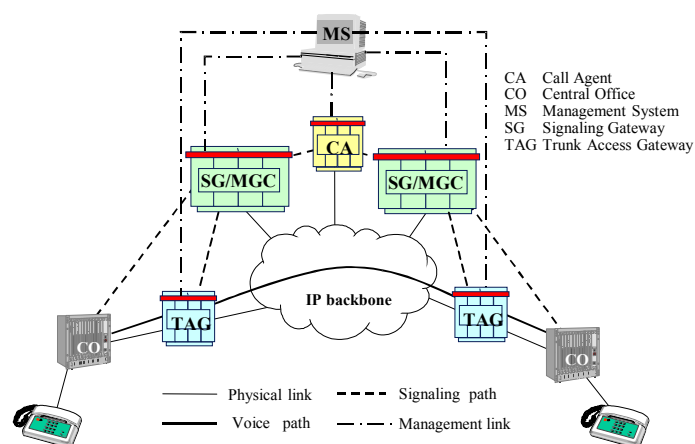 MS
CA Call Agent
CO Central Office
MS Management System
SG Signaling Gateway
TAG Trunk Access Gateway
CA
SG/MGC
SG/MGC
IP backbone
TAG
TAG
CO
CO
Physical link
Signaling path
Voice path
Management link